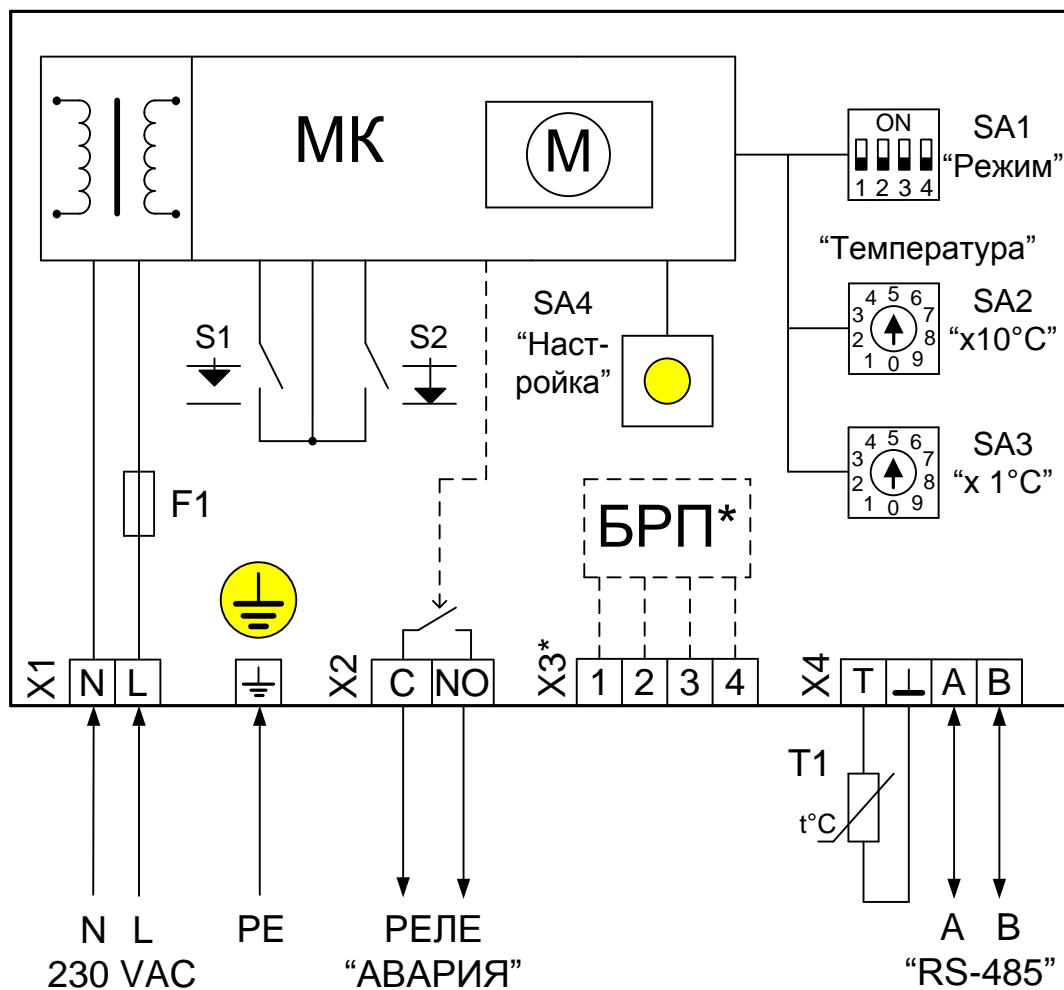 МК
М
ON
1 2 3 4
SA1
“Режим”
“Температура”
4 5 6
3 7
2 8
1 0 9
SA2
“x10°C”
SA4
“Наст-
ройка”
S1
S2
4 5 6
3 7
2 8
1 0 9
SA3
“x 1°C”
F1
БРП*
X1
N L
X2
C NO
X3*
1 2 3 4
X4
T ⊥ A B
T1
t°C
N L
230 VAC
PE
РЕЛЕ
“АВАРИЯ”
A B
“RS-485”